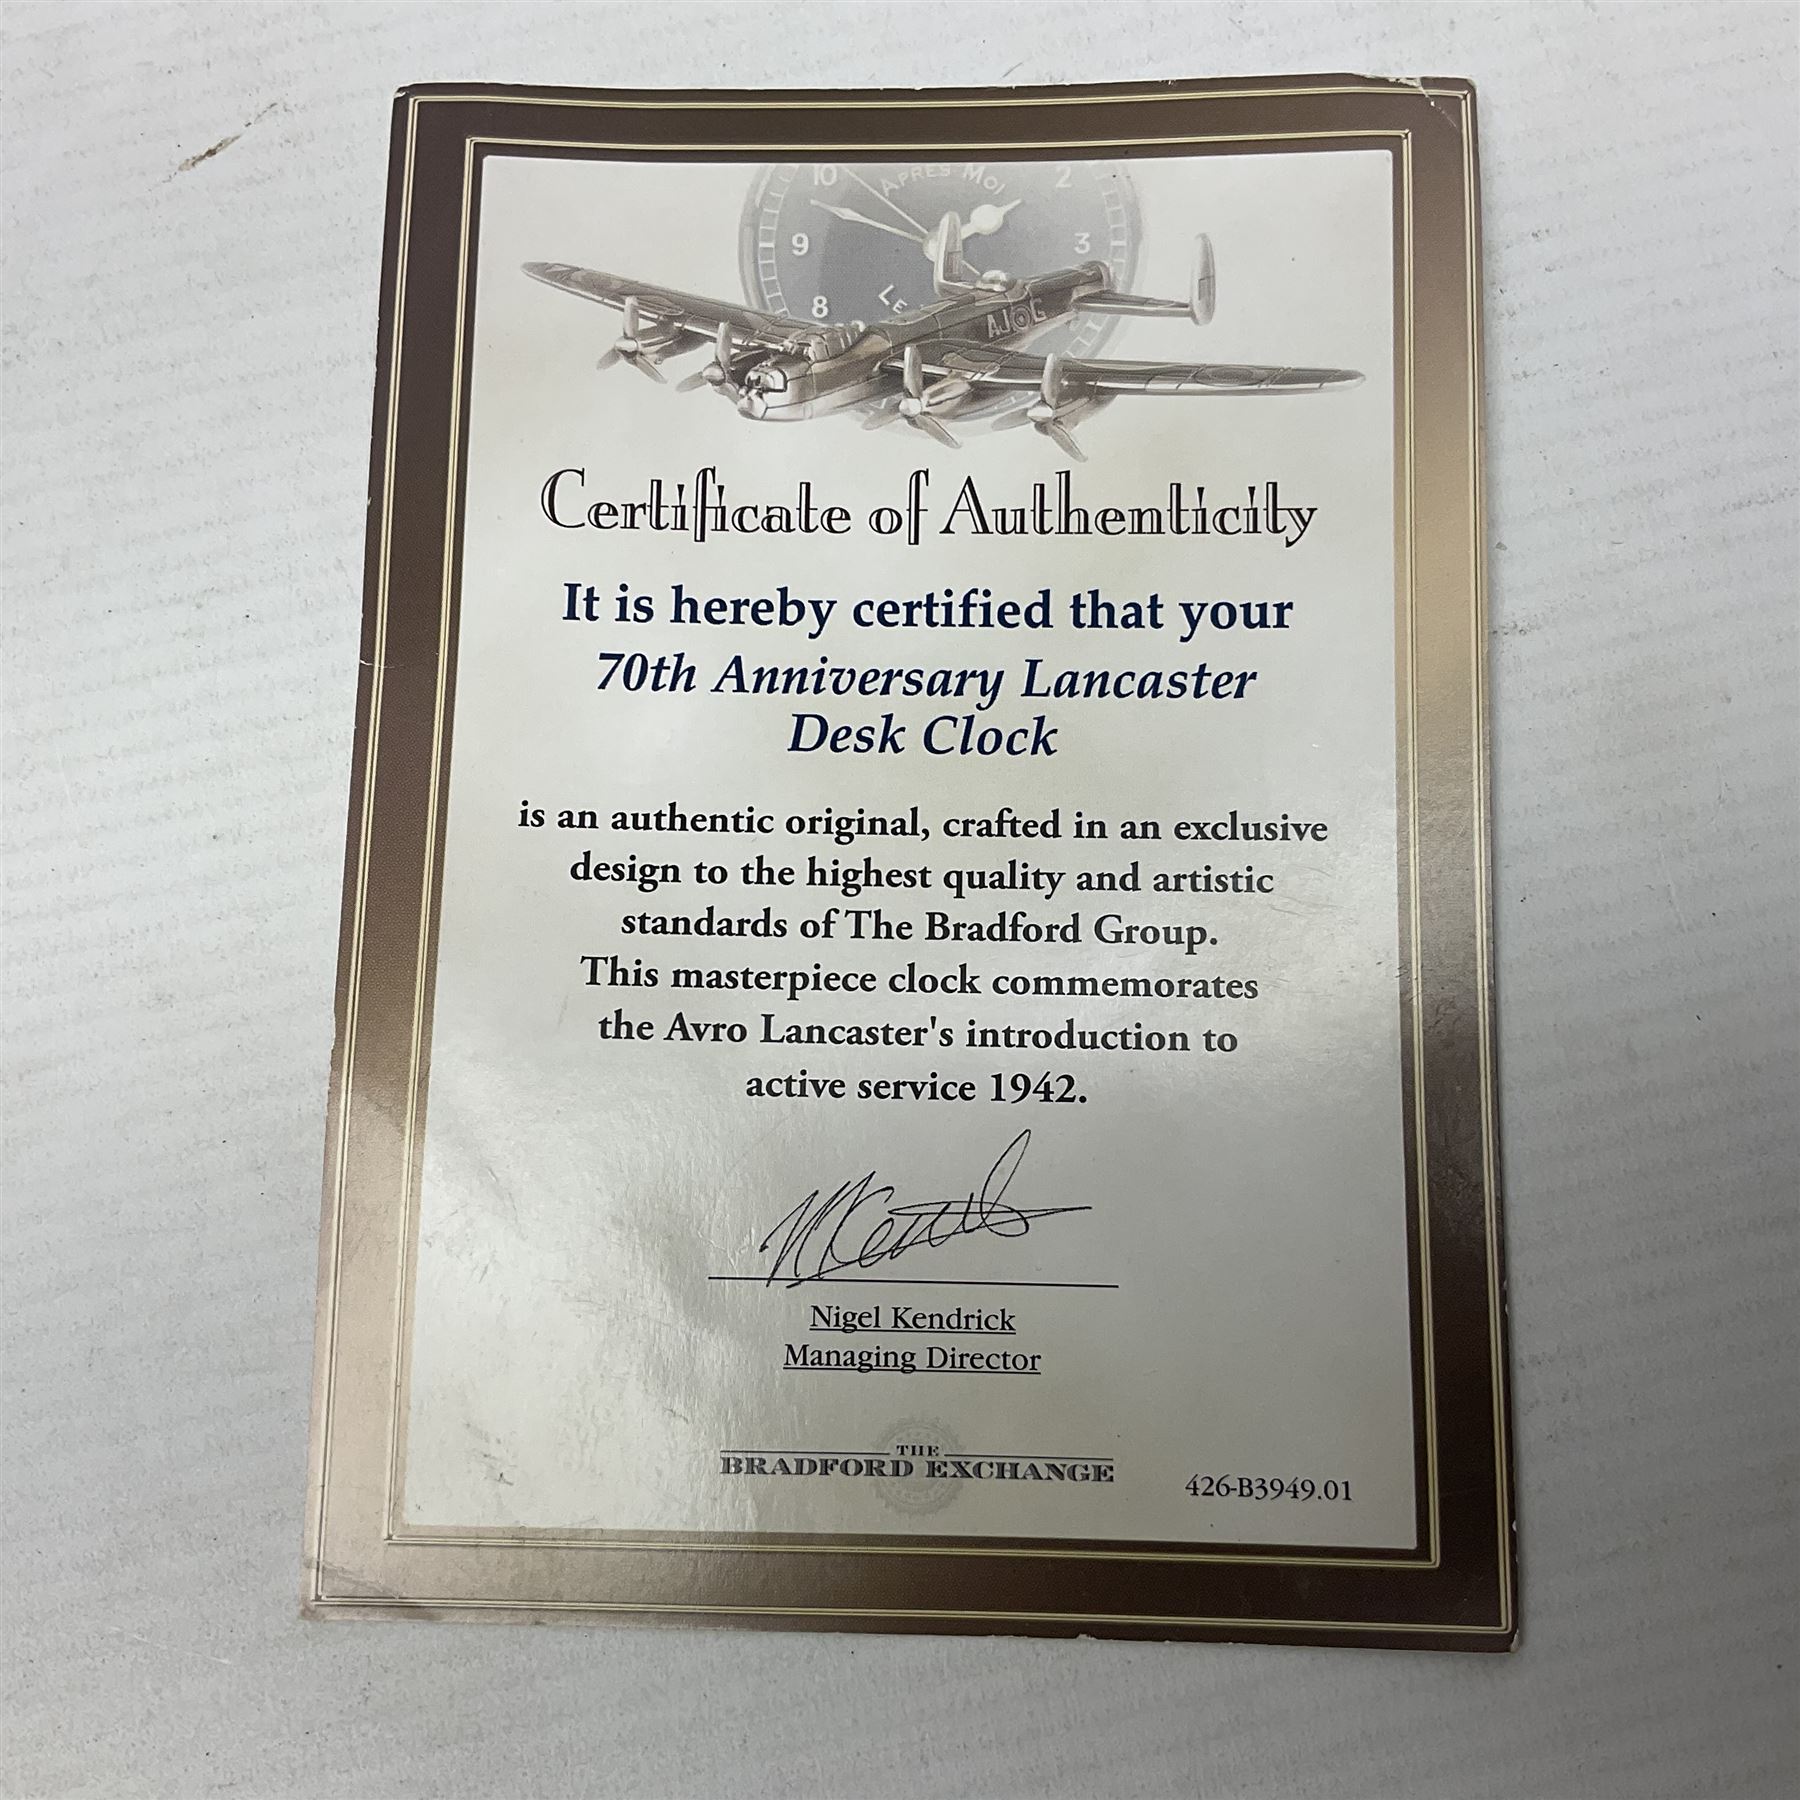 10
APRES MOI
2
9
3
8
LE
AJ G
Certificate of Authenticity
It is hereby certified that your
70th Anniversary Lancaster
Desk Clock
is an authentic original, crafted in an exclusive
design to the highest quality and artistic
standards of The Bradford Group.
This masterpiece clock commemorates
the Avro Lancaster's introduction to
active service 1942.
Nigel Kendrick
Managing Director
THE
BRADFORD EXCHANGE
426-B3949.01